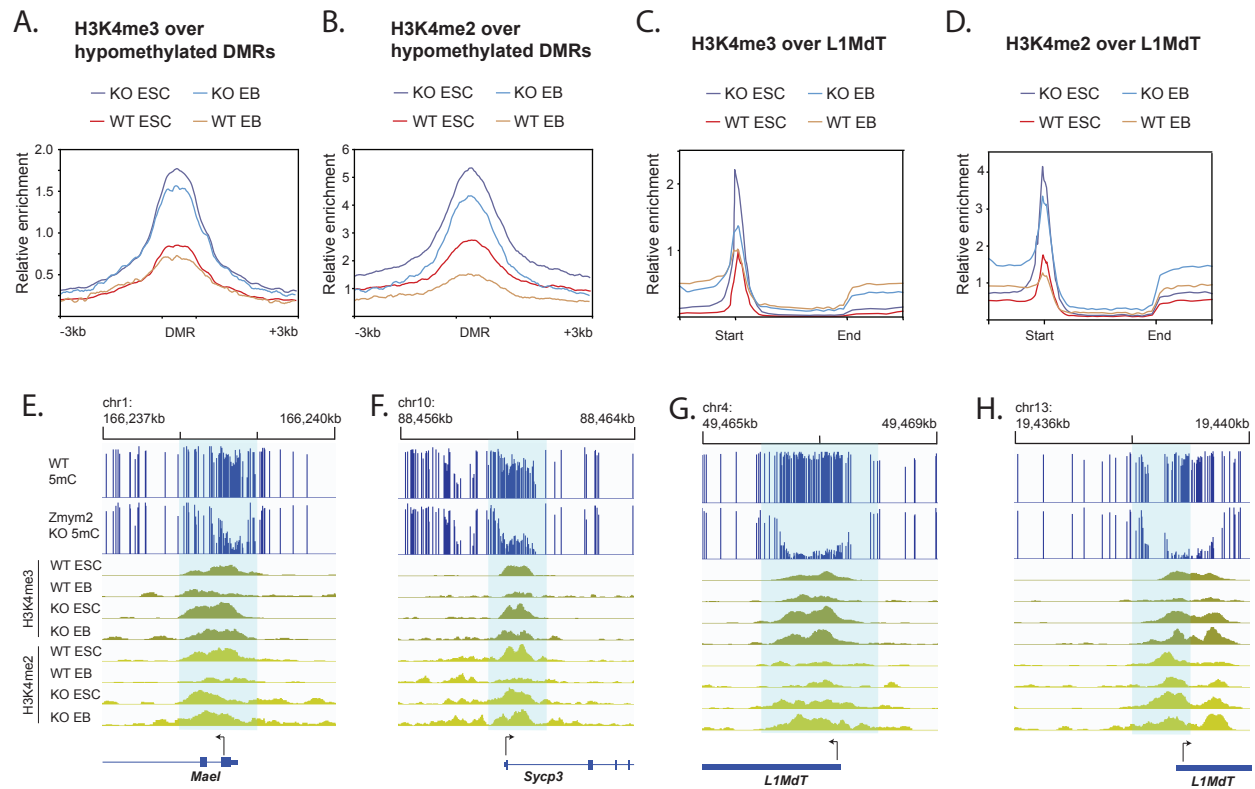 A.
H3K4me3 over
hypomethylated DMRs
KO ESC
KO EB
WT ESC
WT EB
Relative enrichment
2.0
1.5
1.0
0.5
-3kb
DMR
+3kb
B.
H3K4me2 over
hypomethylated DMRs
KO ESC
KO EB
WT ESC
WT EB
Relative enrichment
6
5
4
3
2
1
-3kb
DMR
+3kb
C.
H3K4me3 over L1MdT
KO ESC
KO EB
WT ESC
WT EB
Relative enrichment
2
1
Start
End
D.
H3K4me2 over L1MdT
KO ESC
KO EB
WT ESC
WT EB
Relative enrichment
4
3
2
1
Start
End
E.
chr1:
166,237kb
166,240kb
WT
5mC
Zmym2
KO 5mC
H3K4me3
WT ESC
WT EB
KO ESC
KO EB
H3K4me2
WT ESC
WT EB
KO ESC
KO EB
Mael
F.
chr10:
88,456kb
88,464kb
Sycp3
G.
chr4:
49,465kb
49,469kb
L1MdT
H.
chr13:
19,436kb
19,440kb
L1MdT